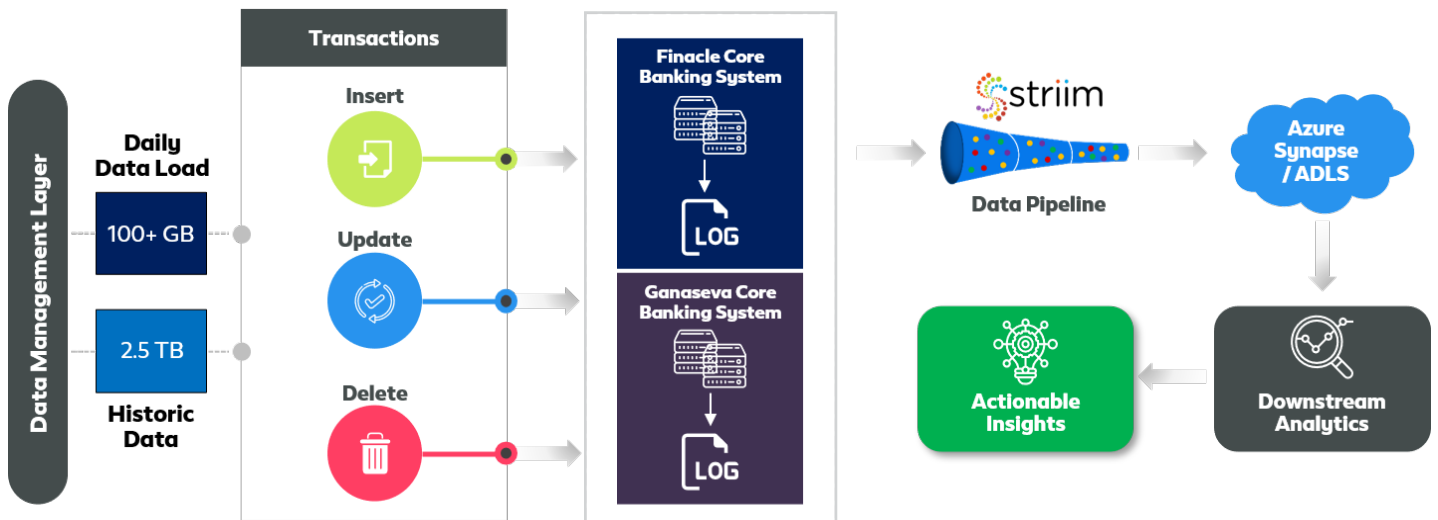 Data Management Layer
Daily
Data Load
100+ GB
2.5 TB
Historic
Data
Transactions
Insert
Update
Delete
Finacle Core
Banking System
LOG
Ganaseva Core
Banking System
LOG
striim
Data Pipeline
Azure
Synapse
/ ADLS
Actionable
Insights
Downstream
Analytics